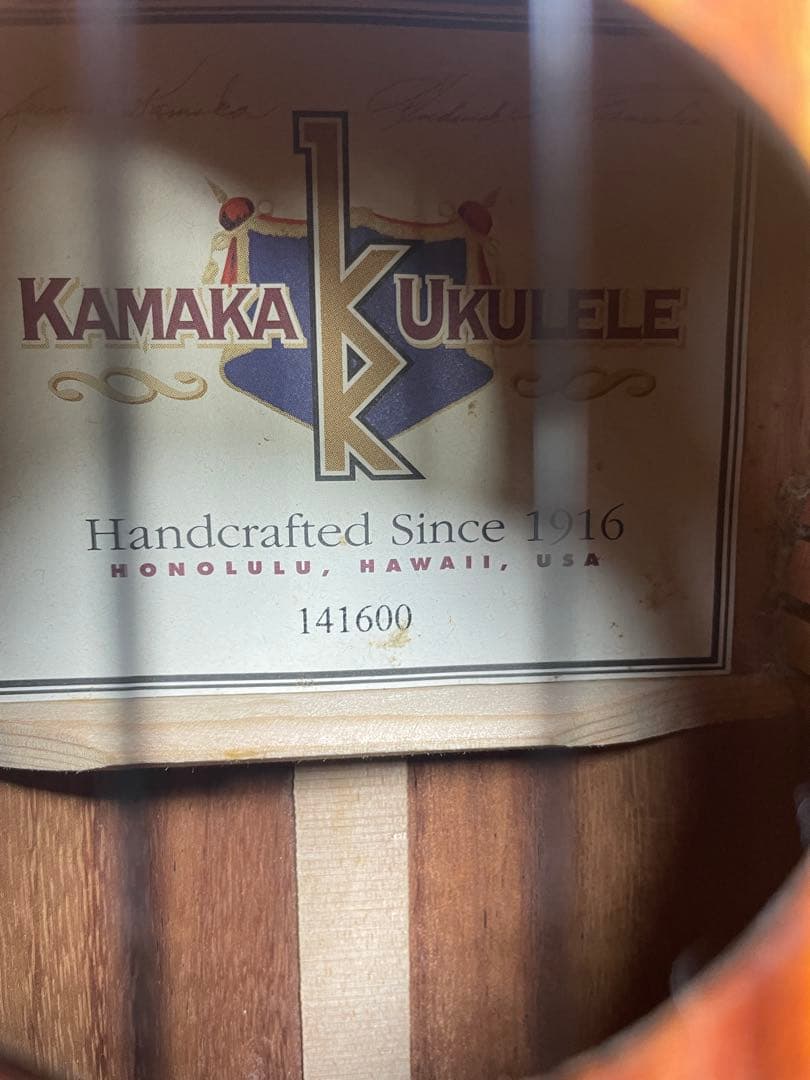 KAMAKA UKULELE
Handcrafted Since 1916
HONOLULU, HAWAII, USA
141600